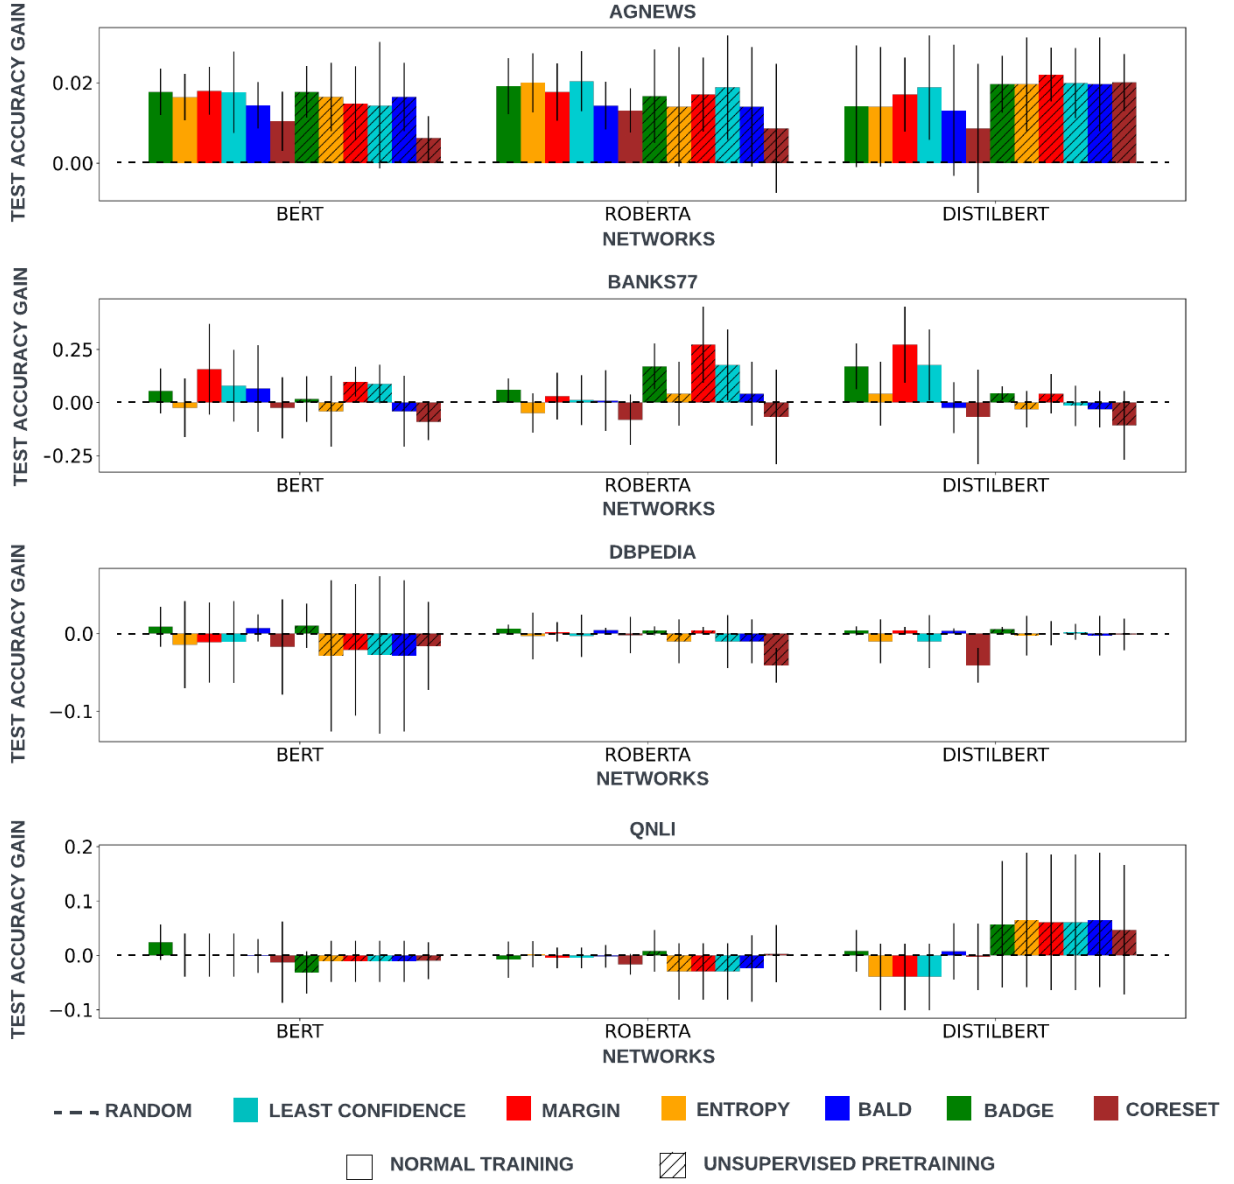 AGNEWS
TEST ACCURACY GAIN
0.02
0.00
BERT ROBERTA DISTILBERT
NETWORKS
BANKS77
TEST ACCURACY GAIN
0.25
0.00
-0.25
BERT ROBERTA DISTILBERT
NETWORKS
DBPEDIA
TEST ACCURACY GAIN
0.0
−0.1
BERT ROBERTA DISTILBERT
NETWORKS
QNLI
TEST ACCURACY GAIN
0.2
0.1
0.0
−0.1
BERT ROBERTA DISTILBERT
NETWORKS
RANDOM LEAST CONFIDENCE MARGIN ENTROPY BALD BADGE CORESET
NORMAL TRAINING UNSUPERVISED PRETRAINING